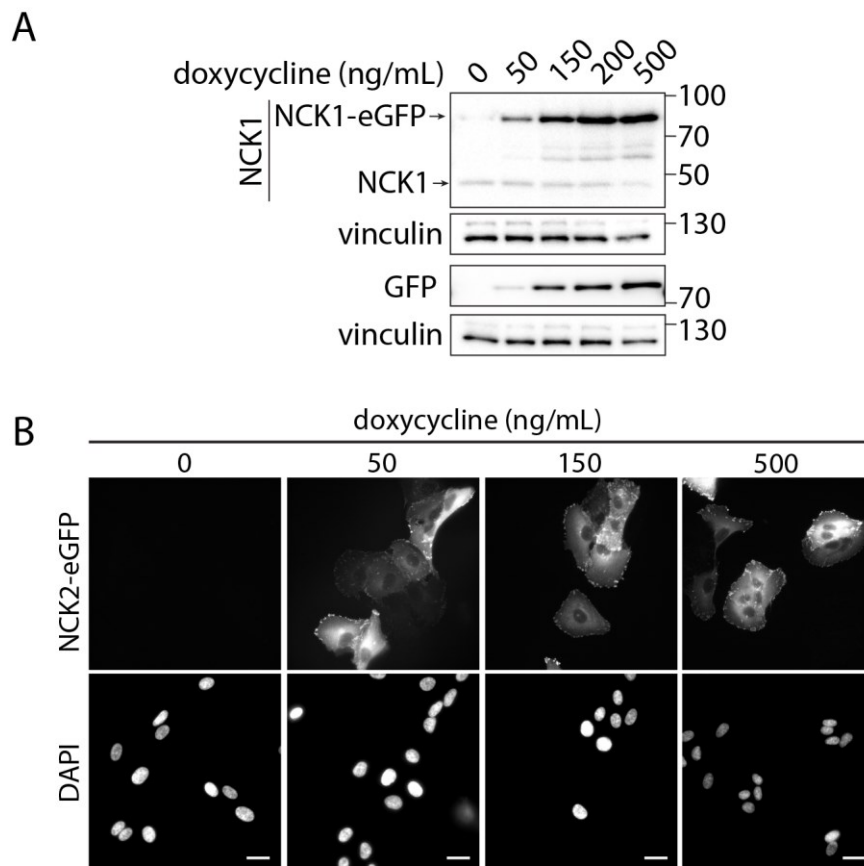 A
doxycycline (ng/mL) 0 50 150 200 500
NCK1
NCK1-eGFP
NCK1
100
70
50
vinculin
130
GFP
70
vinculin
130
B
doxycycline (ng/mL)
0 50 150 500
NCK2-eGFP
DAPI